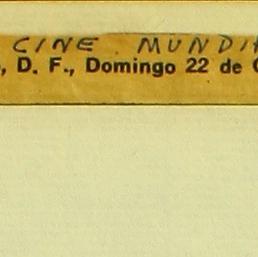 CINE MUNDI
, D. F., Domingo 22 de